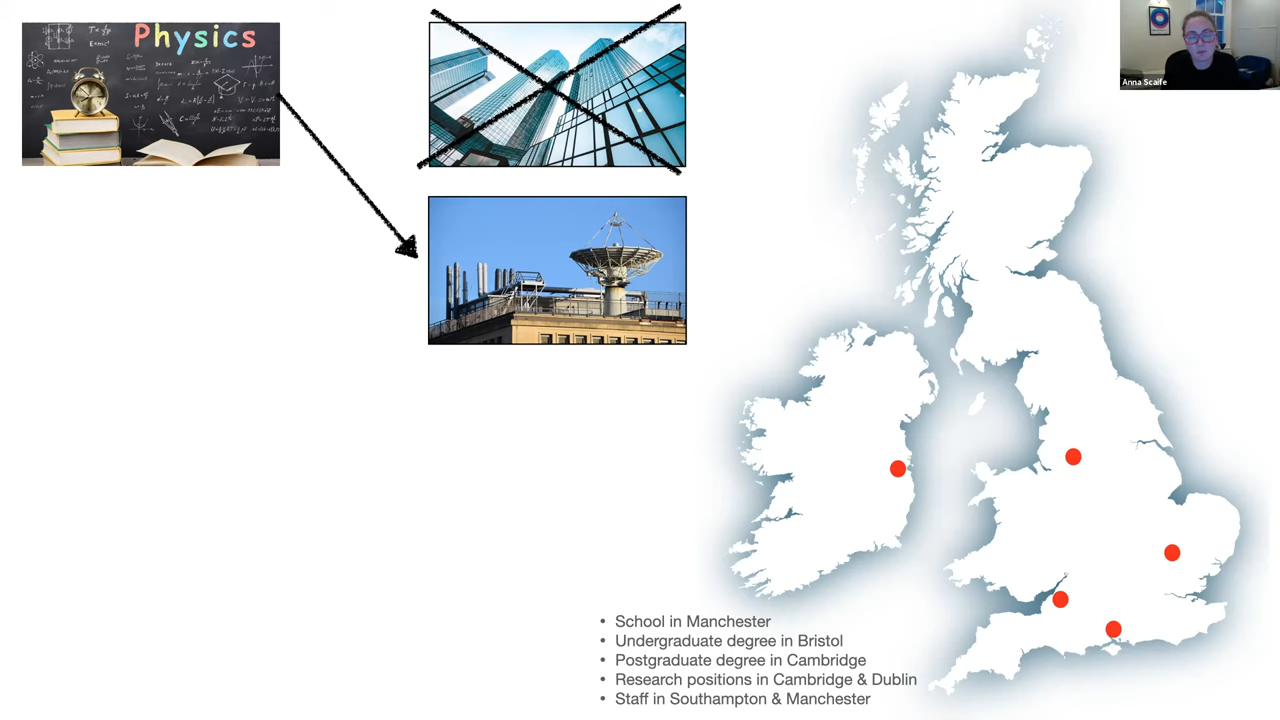 Physics
Anna Scaife
• School in Manchester
• Undergraduate degree in Bristol
• Postgraduate degree in Cambridge
• Research positions in Cambridge & Dublin
• Staff in Southampton & Manchester